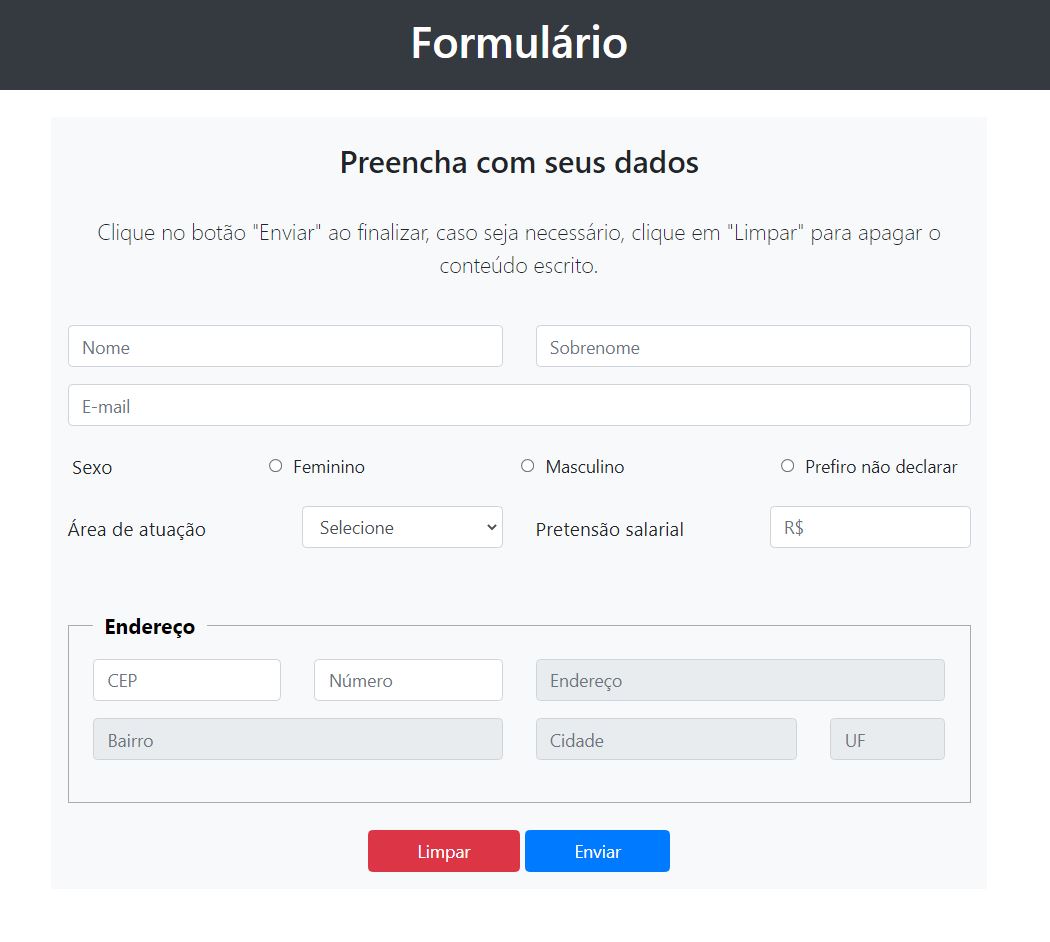 Formulário
Preencha com seus dados
Clique no botão "Enviar" ao finalizar, caso seja necessário, clique em "Limpar" para apagar o
conteúdo escrito.
Nome Sobrenome
E-mail
Sexo Feminino Masculino Prefiro não declarar
Área de atuação Selecione Pretensão salarial R$
Endereço
CEP Número Endereço
Bairro Cidade UF
Limpar Enviar